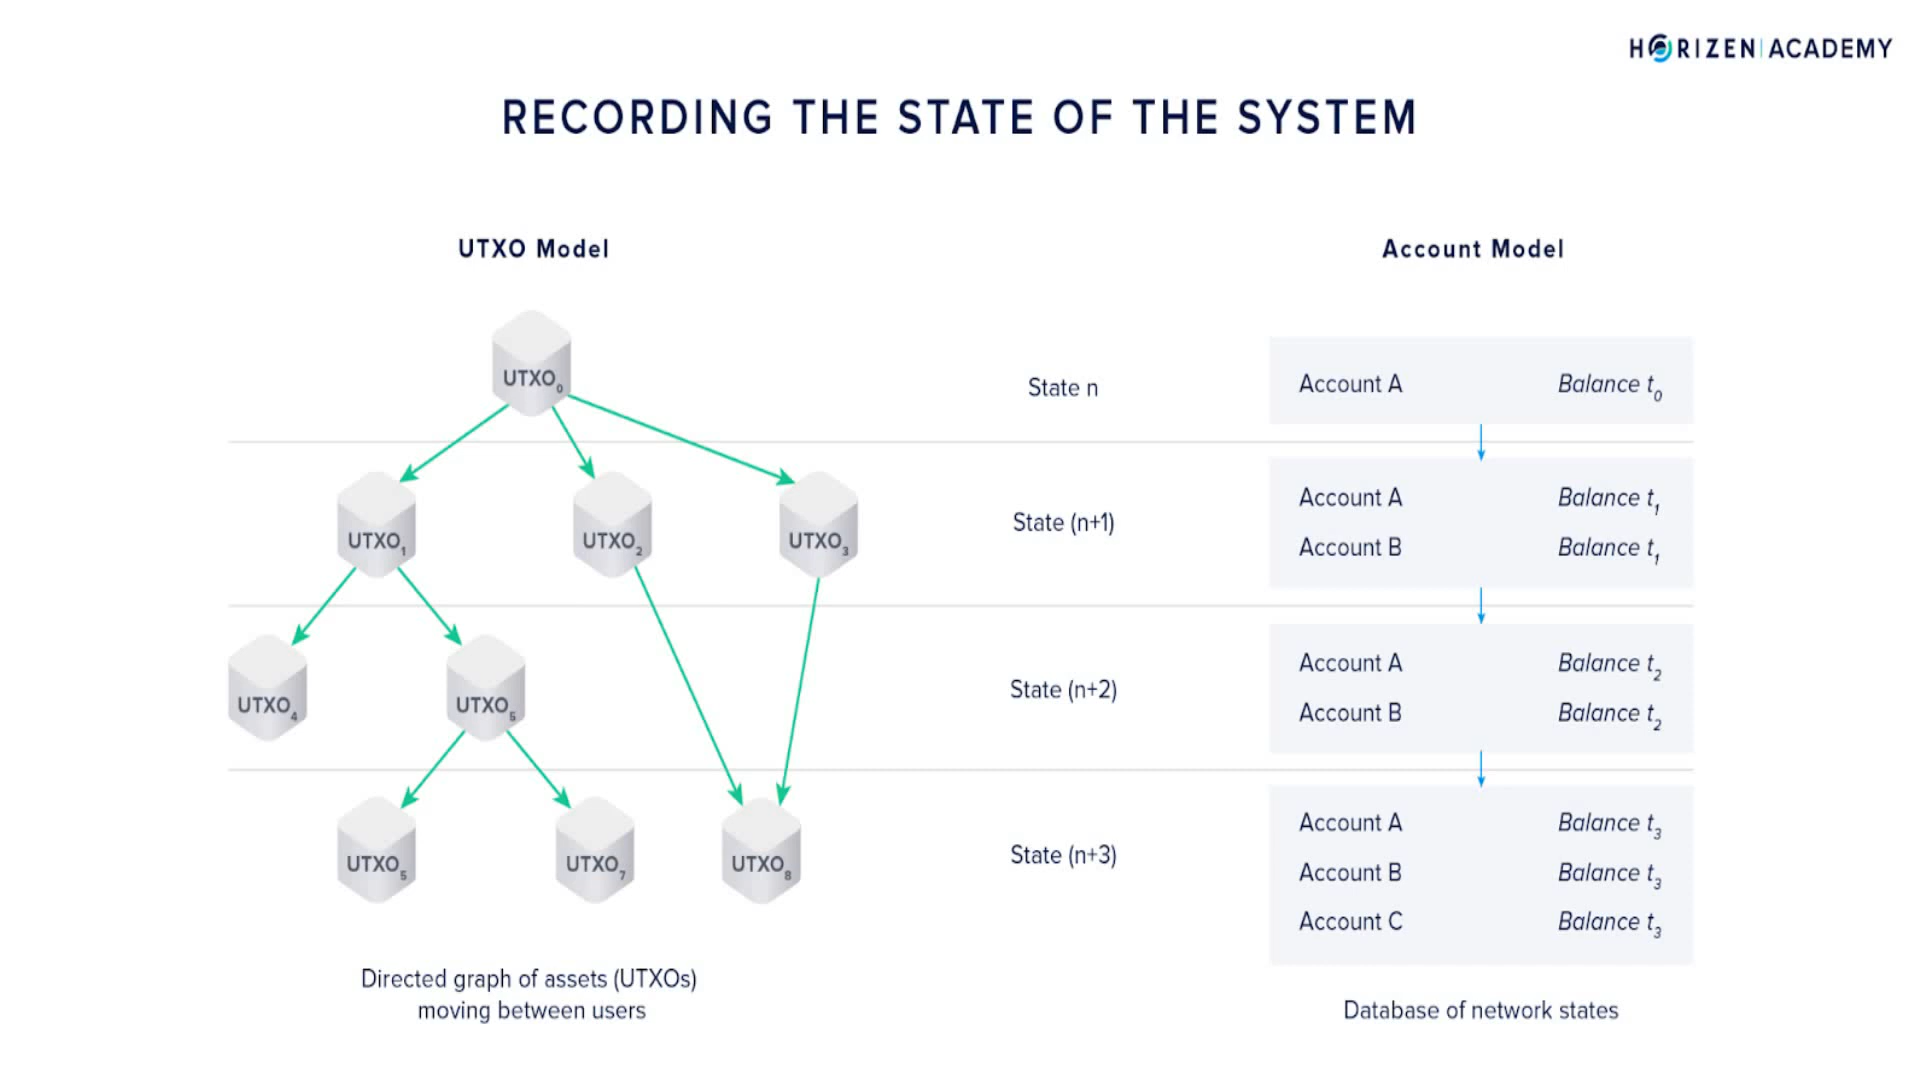 HORIZEN ACADEMY
RECORDING THE STATE OF THE SYSTEM
UTXO Model
Account Model
UTXO₀
State n
Account A Balance t₀
UTXO₁ UTXO₂ UTXO₃
State (n+1)
Account A Balance t₁
Account B Balance t₁
UTXO₄ UTXO₅
State (n+2)
Account A Balance t₂
Account B Balance t₂
UTXO₅ UTXO₇ UTXO₈
State (n+3)
Account A Balance t₃
Account B Balance t₃
Account C Balance t₃
Directed graph of assets (UTXOs)
moving between users
Database of network states